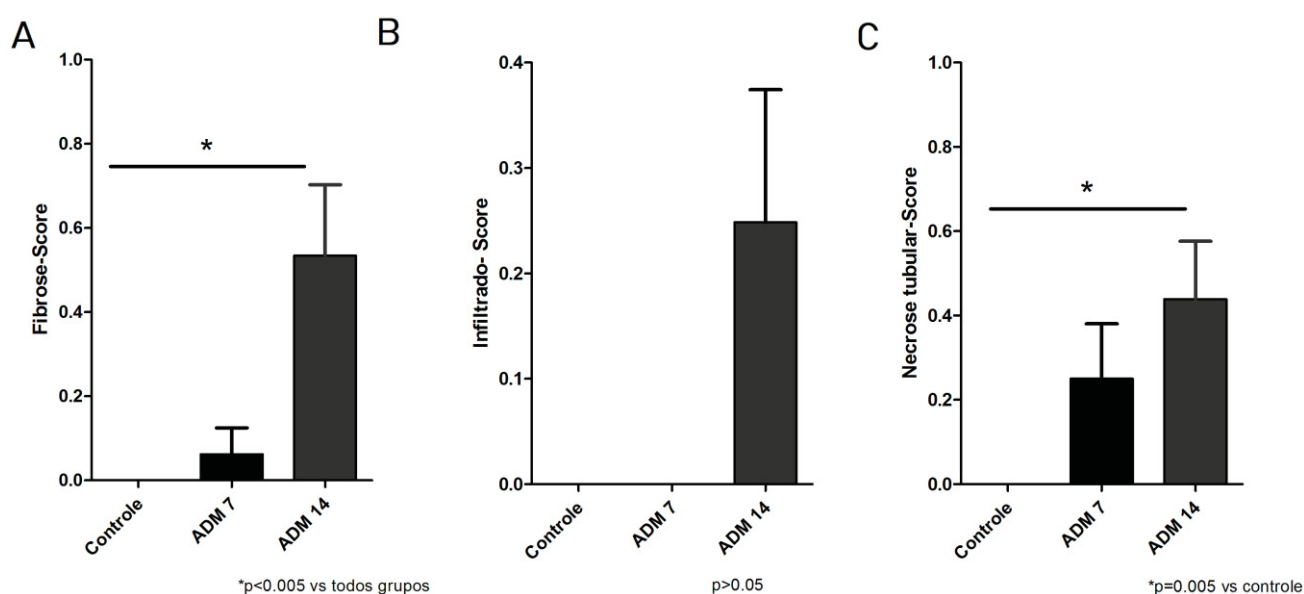 A
Fibrose-Score
1.0
0.8
0.6
0.4
0.2
0.0
*
Controle
ADM 7
ADM 14
*p<0.005 vs todos grupos
B
Infiltrado- Score
0.4
0.3
0.2
0.1
0.0
Controle
ADM 7
ADM 14
p>0.05
C
Necrose tubular-Score
1.0
0.8
0.6
0.4
0.2
0.0
*
Controle
ADM 7
ADM 14
*p=0.005 vs controle